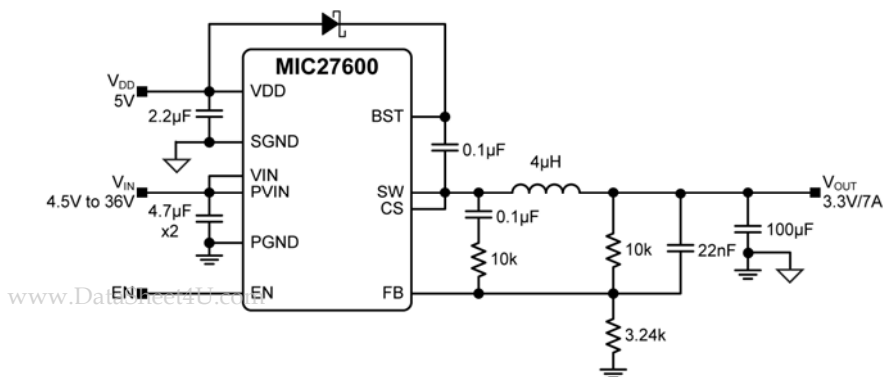 MIC27600
VDD
5V
VDD
2.2µF
SGND
BST
0.1µF
4µH
VIN
4.5V to 36V
VIN
PVIN
4.7µF
x2
PGND
SW
CS
0.1µF
10k
10k
22nF
100µF
VOUT
3.3V/7A
EN
EN
FB
3.24k
www.DataSheet4U.com